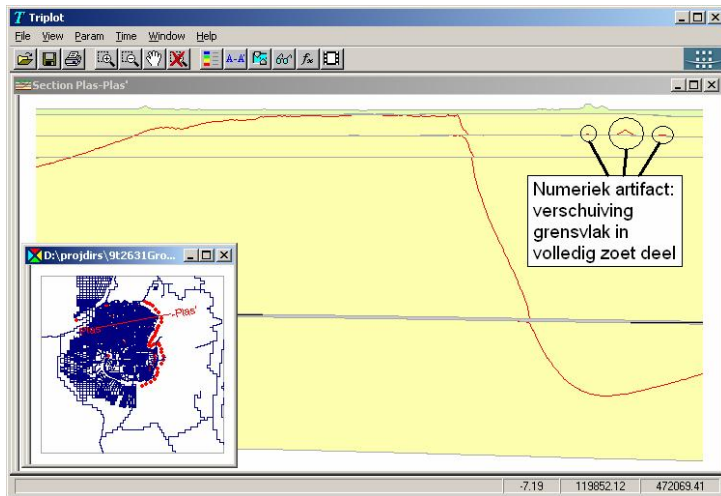 Triplot
File View Param Time Window Help
A-A' fx
Section Plas-Plas'
Numeriek artifact:
verschuiving
grensvlak in
volledig zoet deel
D:\projdirs\9t2631Gro...
Plas Plas'
-7.19 119852.12 472069.41